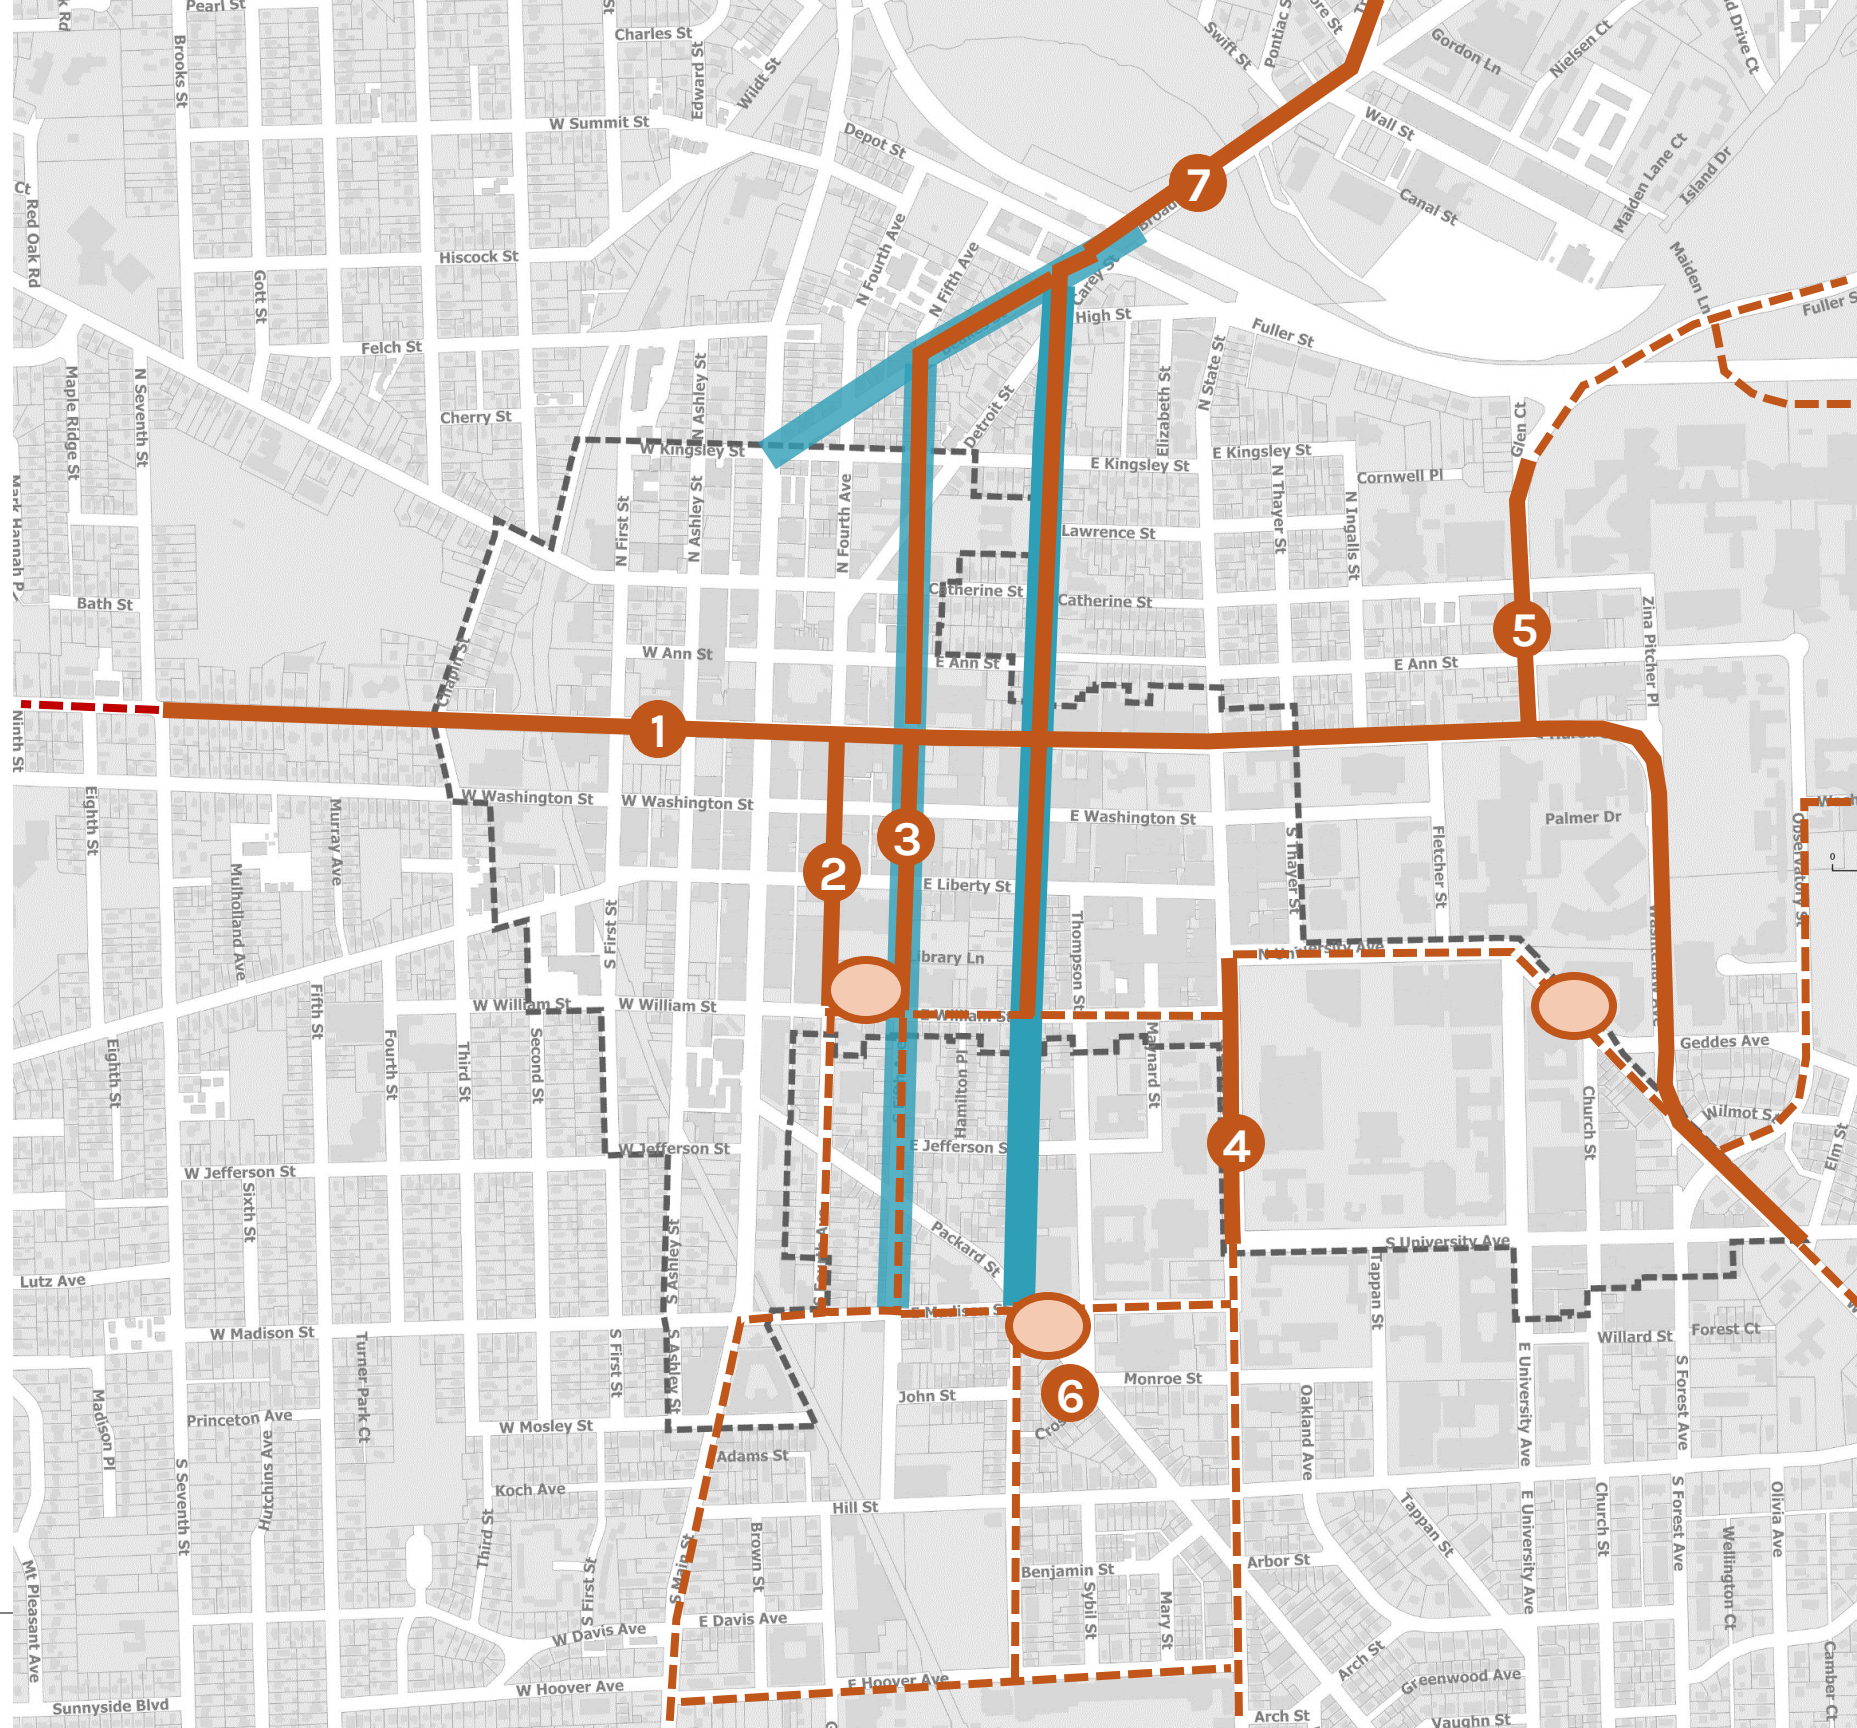 Pearl St
Brooks St
Charles St
Edward St
Wildt St
Swift St
Gordon Ln
Nielsen Ct
W Summit St
Depot St
Wall St
Maiden Lane Ct
Island Dr
Canal St
7
Ct
Red Oak Rd
Gott St
Hiscock St
N Fourth Ave
N Fifth Ave
Carey St
High St
Fuller St
Maiden Ln
Felch St
Maple Ridge St
N Seventh St
Cherry St
N Ashley St
Detroit St
Elizabeth St
N State St
Glen Ct
W Kingsley St
E Kingsley St
E Kingsley St
Cornwell Pl
N First St
N Ashley St
N Fourth Ave
N Thayer St
N Ingalls St
Lawrence St
Bath St
Catherine St
Catherine St
Zina Pitcher Pl
5
Chapin St
W Ann St
E Ann St
E Ann St
1
Ninth St
W Washington St
W Washington St
E Washington St
Palmer Dr
Eighth St
Murray Ave
Mulholland Ave
3
2
S Thayer St
Fletcher St
Observatory St
0
E Liberty St
S First St
Thompson St
Library Ln
N University Ave
Washtenaw Ave
W William St
W William St
E William St
Fifth St
Fourth St
Third St
Second St
Eighth St
Maynard St
Hamilton Pl
Geddes Ave
Church St
Wilmot St
Elm St
4
W Jefferson St
W Jefferson St
E Jefferson S
Sixth St
S Ashley St
Packard St
S University Ave
Tappan St
Lutz Ave
E Madison S
W Madison St
Turner Park Ct
S First St
S Ashley St
Willard St
Forest Ct
Monroe St
6
John St
Madison Pl
Princeton Ave
Hutchins Ave
W Mosley St
Adams St
Oakland Ave
E University Ave
S Forest Ave
S Seventh St
Koch Ave
Third St
Hill St
Brown St
S Main St
S First St
Tappan St
E University Ave
Church St
S Forest Ave
Olivia Ave
Wellington Ct
Arbor St
Benjamin St
Sybil St
Mary St
Mt Pleasant Ave
W Davis Ave
E Davis Ave
Arch St
Greenwood Ave
Camber Ct
W Hoover Ave
E Hoover Ave
Sunnyside Blvd
Arch St
Vaughn St